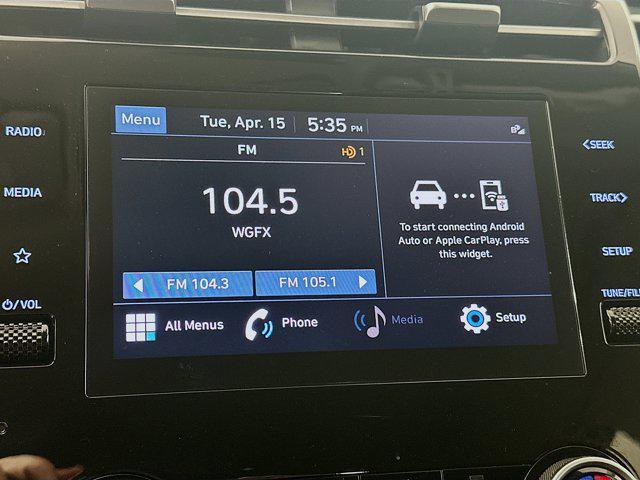 Menu
Tue, Apr. 15
5:35 PM
FM
HD 1
104.5
WGFX
FM 104.3
FM 105.1
To start connecting Android
Auto or Apple CarPlay, press
this widget.
All Menus
Phone
Media
Setup
RADIO
MEDIA
/VOL
SEEK
TRACK
SETUP